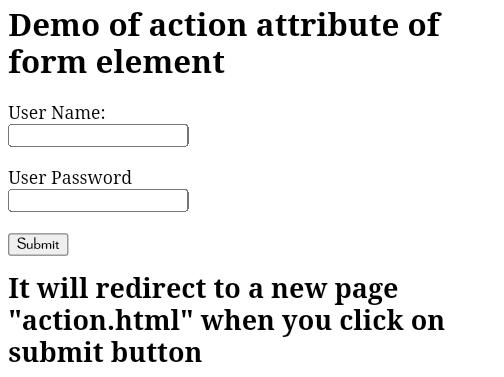 Demo of action attribute of
form element
User Name:
User Password
Submit
It will redirect to a new page
"action.html" when you click on
submit button